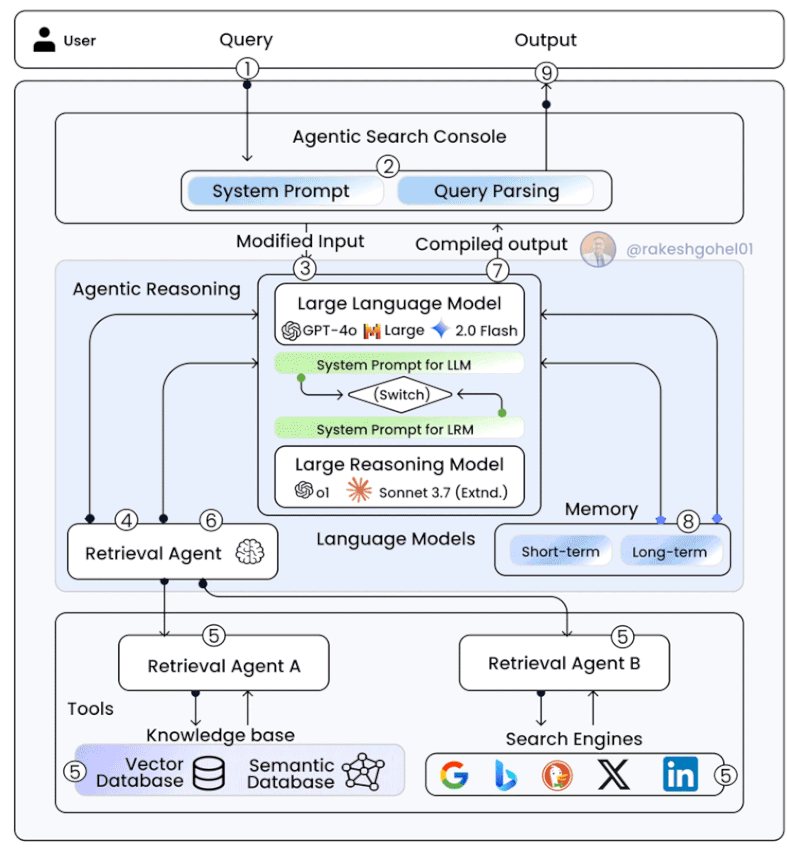 User
Query
Output
1
9
Agentic Search Console
2
System Prompt
Query Parsing
Modified Input
Compiled output
@rakeshgohel01
3
7
Agentic Reasoning
Large Language Model
GPT-4o
Large
2.0 Flash
System Prompt for LLM
(Switch)
System Prompt for LRM
Large Reasoning Model
o1
Sonnet 3.7 (Extnd.)
Memory
4
6
8
Retrieval Agent
Language Models
Short-term
Long-term
5
5
Retrieval Agent A
Retrieval Agent B
Tools
Knowledge base
Search Engines
5
Vector
Database
Semantic
Database
G
X
in
5